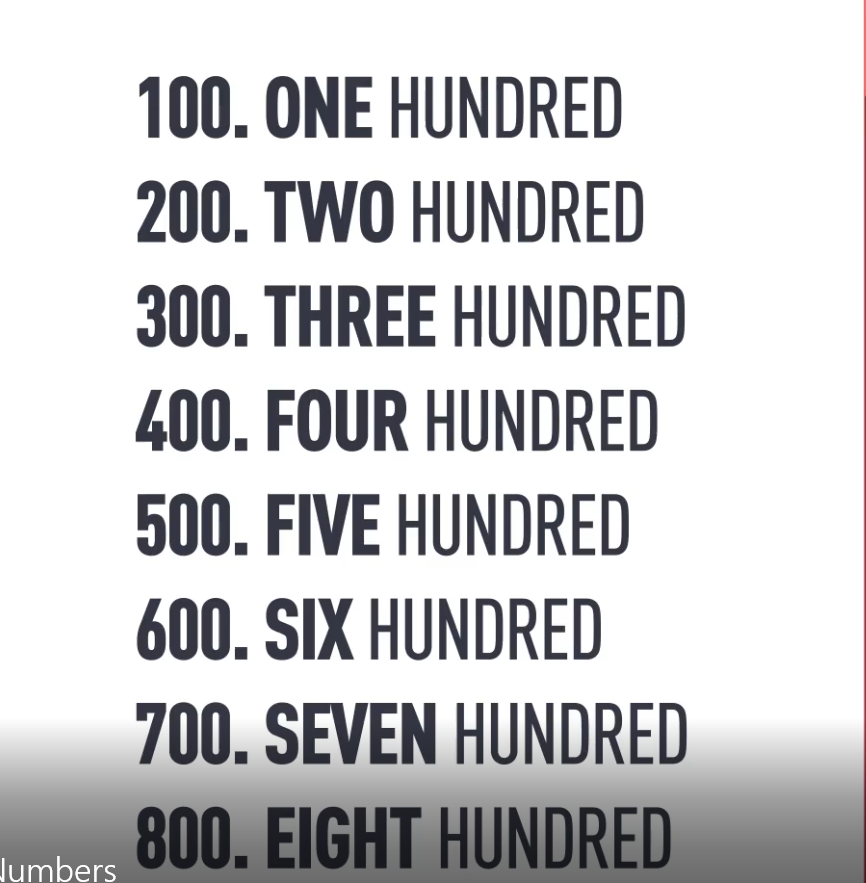 100. ONE HUNDRED
200. TWO HUNDRED
300. THREE HUNDRED
400. FOUR HUNDRED
500. FIVE HUNDRED
600. SIX HUNDRED
700. SEVEN HUNDRED
800. EIGHT HUNDRED